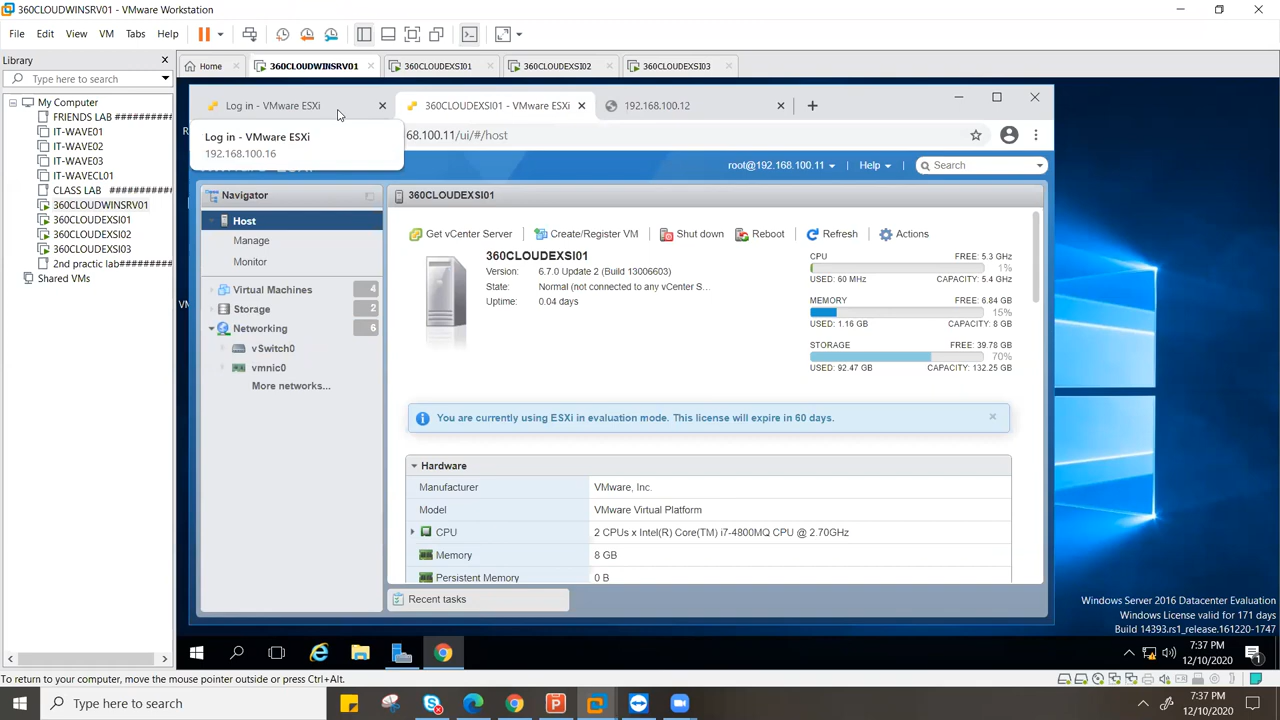 360CLOUDWINSRV01 - VMware Workstation
File Edit View VM Tabs Help
Library
Type here to search
Home
360CLOUDWINSRV01
360CLOUDESXI01
360CLOUDESXI02
360CLOUDESXI03
My Computer
FRIENDS LAB ##########
IT-WAVE01
IT-WAVE02
IT-WAVE03
IT-WAVECL01
CLASS LAB ##########
360CLOUDWINSRV01
360CLOUDEXSI01
360CLOUDEXSI02
360CLOUDEXSI03
2nd practic lab########
Shared VMs
Log in - VMware ESXi
360CLOUDEXSI01 - VMware ESXi
192.168.100.12
Log in - VMware ESXi
192.168.100.16
68.100.11/ui/#/host
root@192.168.100.11
Help
Search
Navigator
Host
Manage
Monitor
Virtual Machines 4
Storage 2
Networking 6
vSwitch0
vmnic0
More networks...
360CLOUDEXSI01
Get vCenter Server
Create/Register VM
Shut down
Reboot
Refresh
Actions
360CLOUDEXSI01
Version: 6.7.0 Update 2 (Build 13006603)
State: Normal (not connected to any vCenter S...
Uptime: 0.04 days
CPU FREE: 5.3 GHz
1%
USED: 60 MHz CAPACITY: 5.4 GHz
MEMORY FREE: 6.84 GB
15%
USED: 1.16 GB CAPACITY: 8 GB
STORAGE FREE: 39.78 GB
70%
USED: 92.47 GB CAPACITY: 132.25 GB
You are currently using ESXi in evaluation mode. This license will expire in 60 days.
Hardware
Manufacturer VMware, Inc.
Model VMware Virtual Platform
CPU 2 CPUs x Intel(R) Core(TM) i7-4800MQ CPU @ 2.70GHz
Memory 8 GB
Persistent Memory 0 B
Recent tasks
Windows Server 2016 Datacenter Evaluation
Windows License valid for 171 days
Build 14393.rs1_release.161220-1747
7:37 PM
12/10/2020
1
To return to your computer, move the mouse pointer outside or press Ctrl+Alt.
Type here to search
7:37 PM
12/10/2020